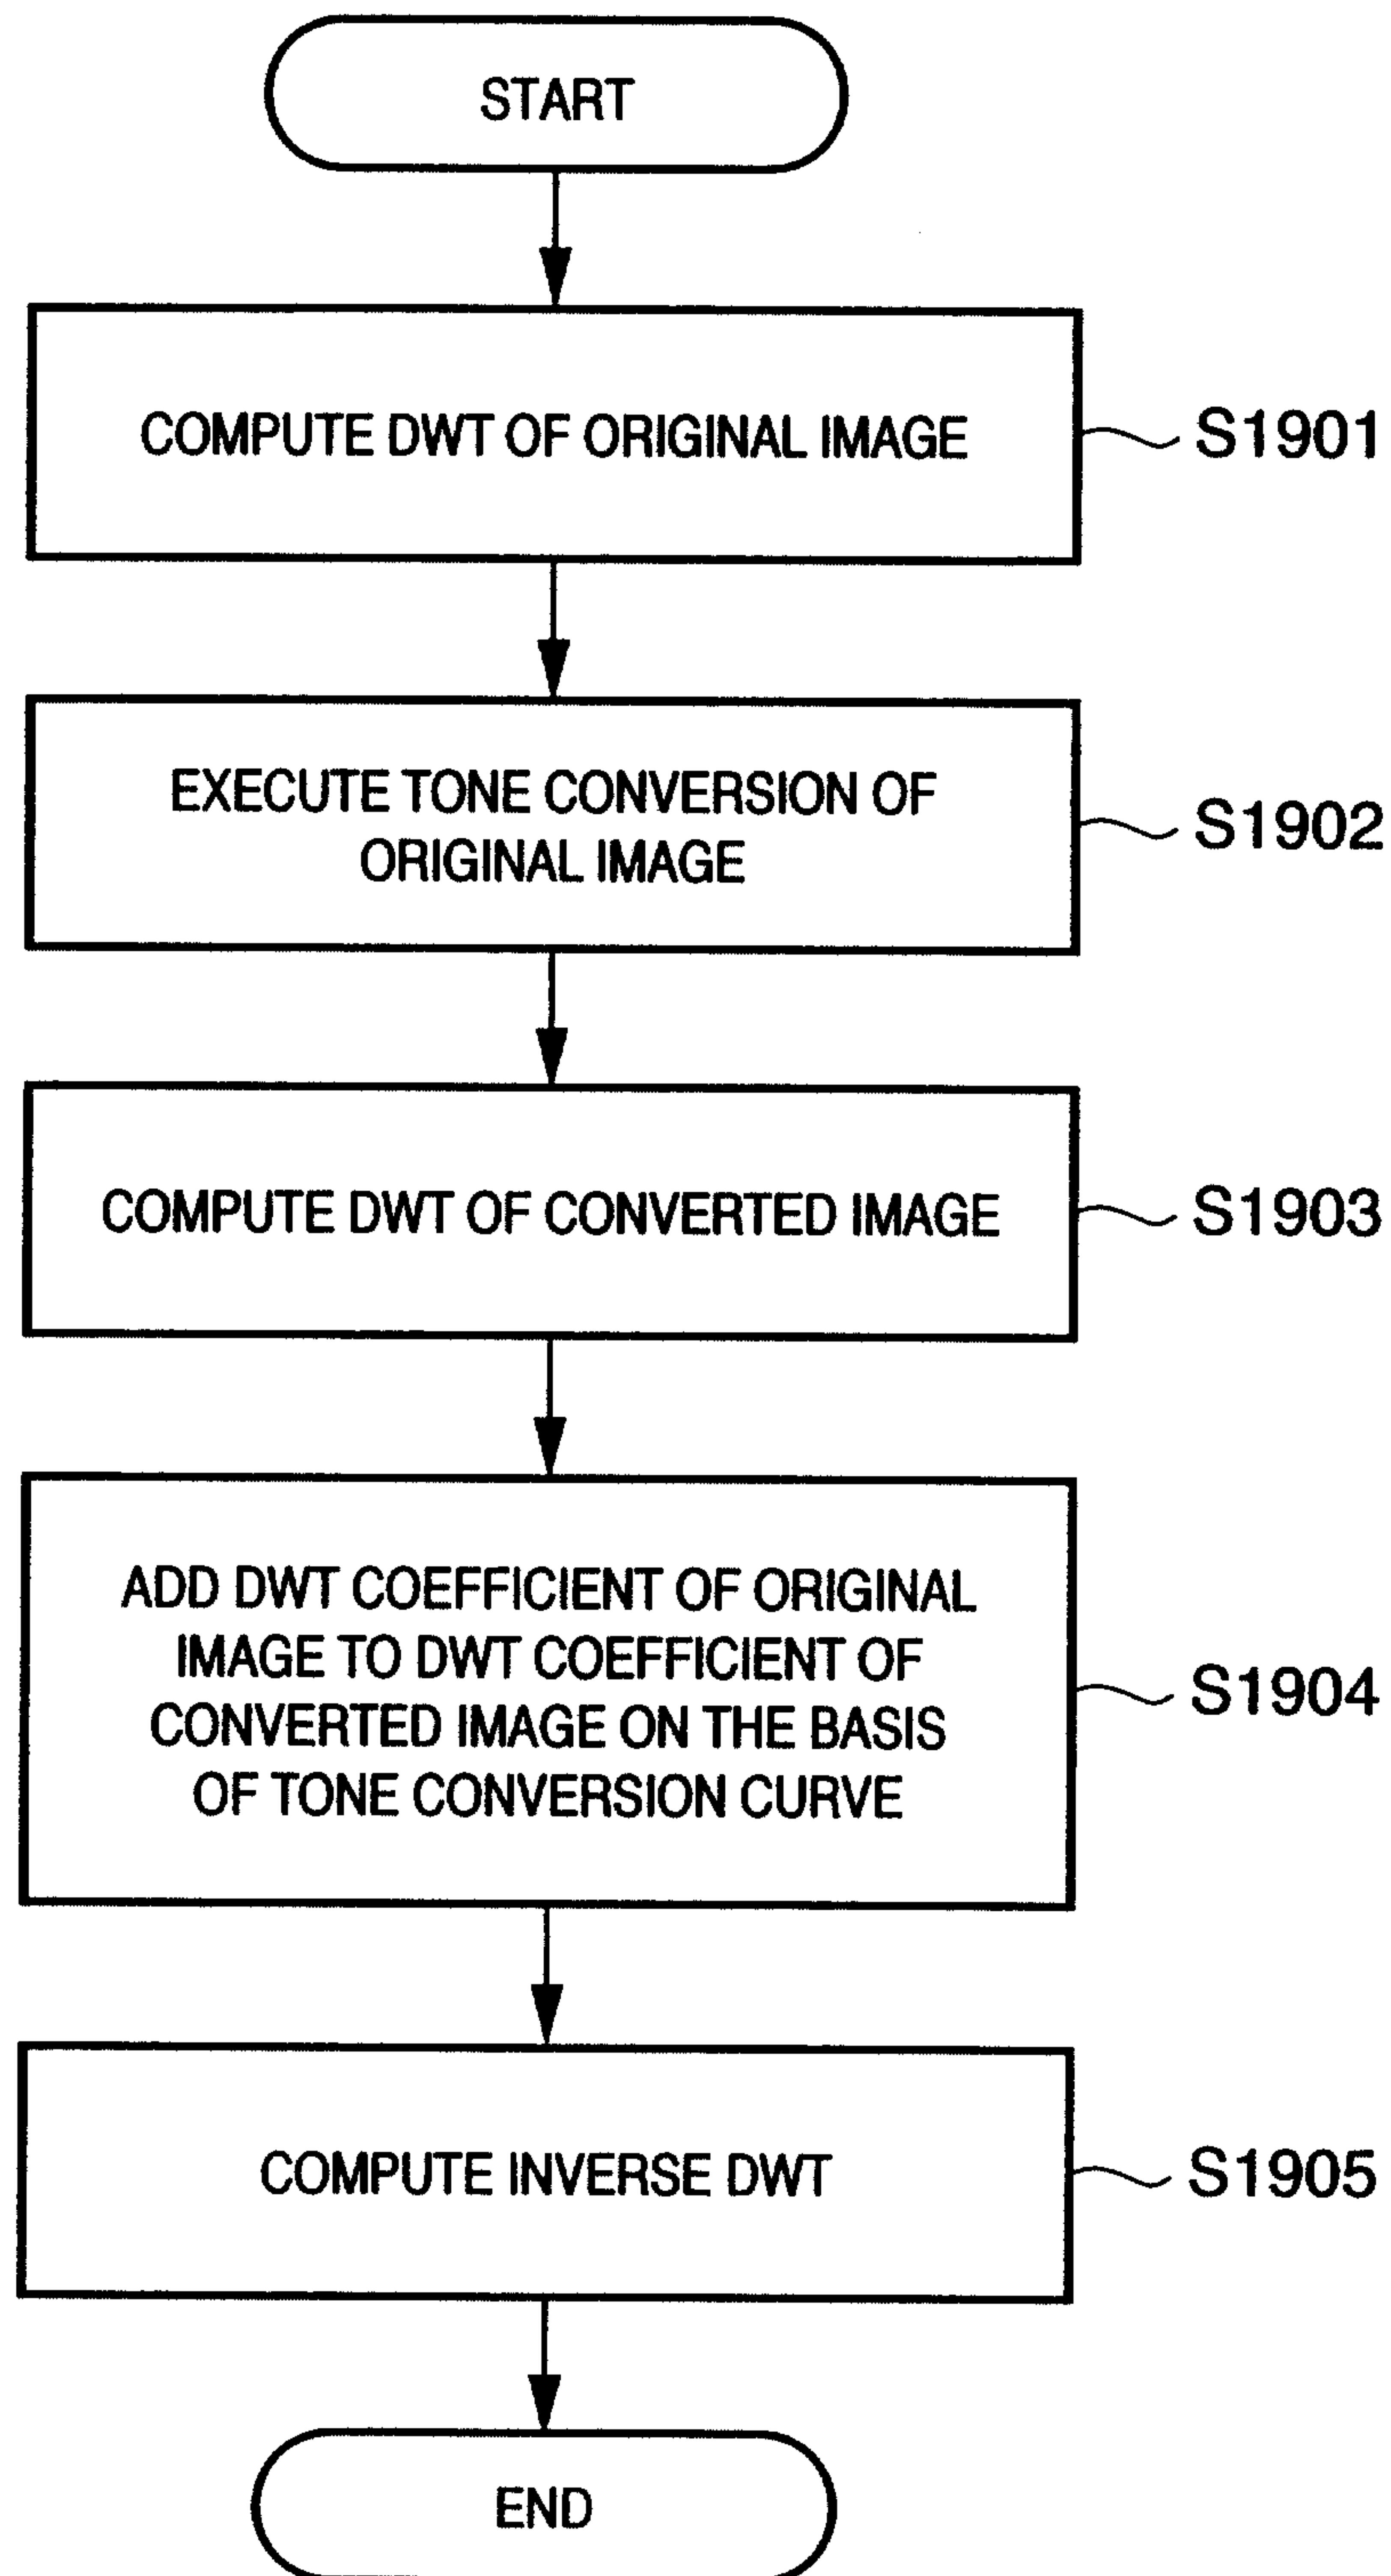 START
COMPUTE DWT OF ORIGINAL IMAGE
S1901
EXECUTE TONE CONVERSION OF
ORIGINAL IMAGE
S1902
COMPUTE DWT OF CONVERTED IMAGE
S1903
ADD DWT COEFFICIENT OF ORIGINAL
IMAGE TO DWT COEFFICIENT OF
CONVERTED IMAGE ON THE BASIS
OF TONE CONVERSION CURVE
S1904
COMPUTE INVERSE DWT
S1905
END